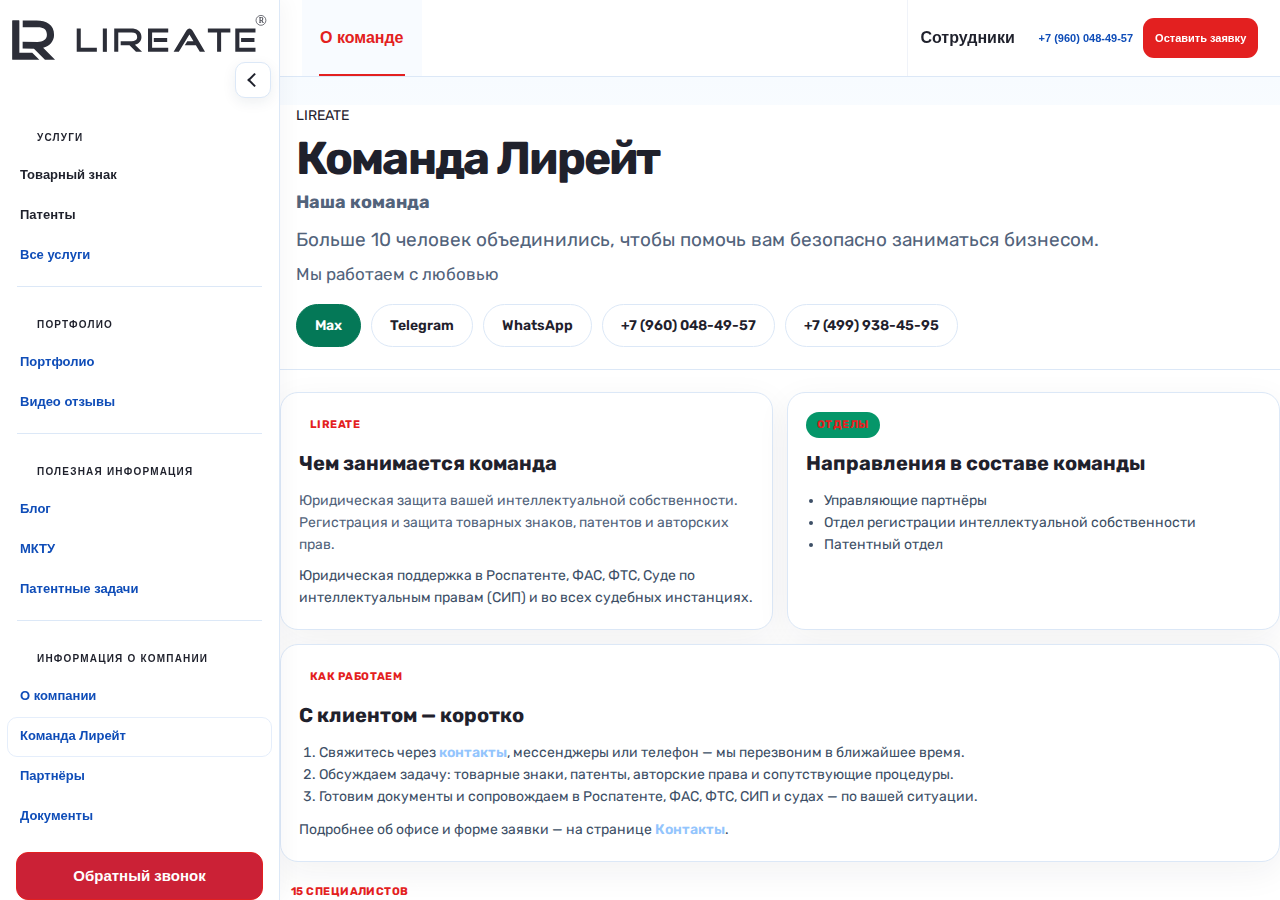 LIREATE®
УСЛУГИ
Товарный знак
Патенты
Все услуги
ПОРТФОЛИО
Портфолио
Видео отзывы
ПОЛЕЗНАЯ ИНФОРМАЦИЯ
Блог
МКТУ
Патентные задачи
ИНФОРМАЦИЯ О КОМПАНИИ
О компании
Команда Лирейт
Партнёры
Документы
Обратный звонок
О команде
Сотрудники
+7 (960) 048-49-57
Оставить заявку
LIREATE
Команда Лирейт
Наша команда
Больше 10 человек объединились, чтобы помочь вам безопасно заниматься бизнесом.
Мы работаем с любовью
Max
Telegram
WhatsApp
+7 (960) 048-49-57
+7 (499) 938-45-95
LIREATE
Чем занимается команда
Юридическая защита вашей интеллектуальной собственности.
Регистрация и защита товарных знаков, патентов и авторских
прав.
Юридическая поддержка в Роспатенте, ФАС, ФТС, Суде по
интеллектуальным правам (СИП) и во всех судебных инстанциях.
ОТДЕЛЫ
Направления в составе команды
• Управляющие партнёры
• Отдел регистрации интеллектуальной собственности
• Патентный отдел
КАК РАБОТАЕМ
С клиентом — коротко
1. Свяжитесь через контакты, мессенджеры или телефон — мы перезвоним в ближайшее время.
2. Обсуждаем задачу: товарные знаки, патенты, авторские права и сопутствующие процедуры.
3. Готовим документы и сопровождаем в Роспатенте, ФАС, ФТС, СИП и судах — по вашей ситуации.
Подробнее об офисе и форме заявки — на странице Контакты.
15 СПЕЦИАЛИСТОВ